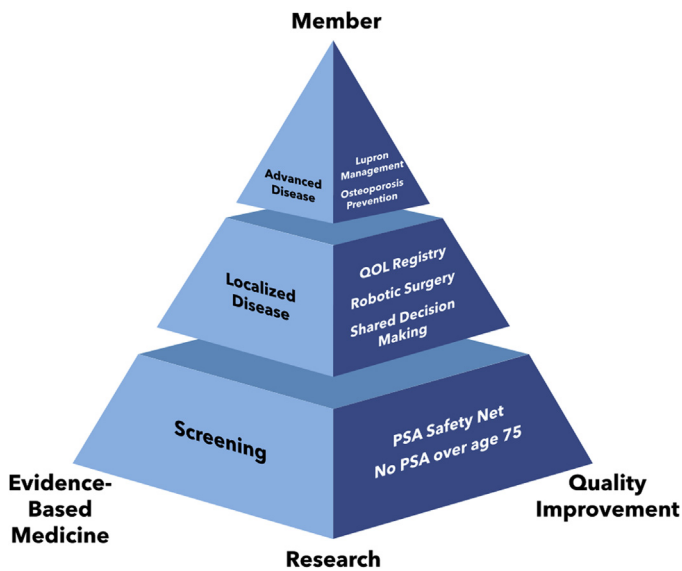 Member
Advanced
Disease
Lupron
Management
Osteoporosis
Prevention
Localized
Disease
QOL Registry
Robotic Surgery
Shared Decision
Making
Screening
PSA Safety Net
No PSA over age 75
Evidence-
Based
Medicine
Quality
Improvement
Research